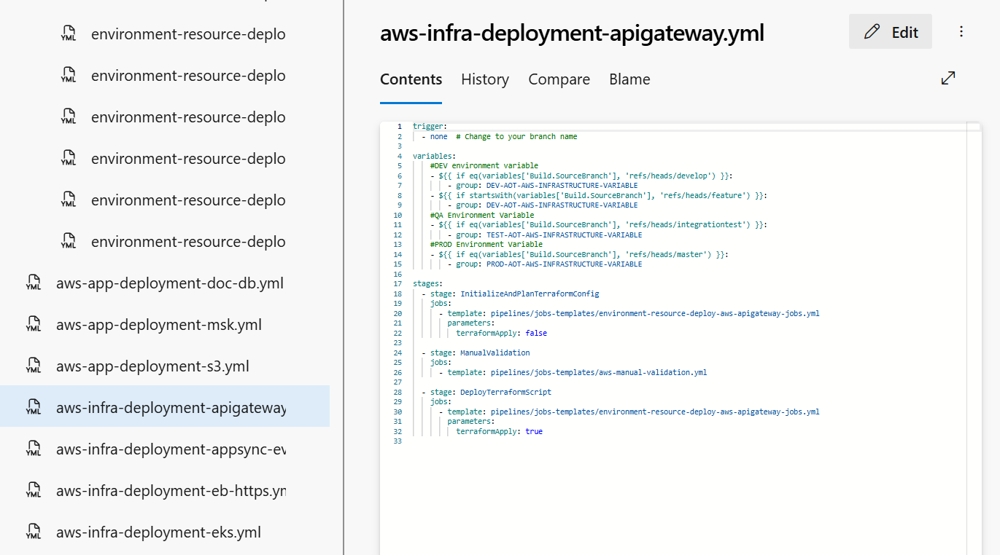 environment-resource-deplo
environment-resource-deplo
environment-resource-deplo
environment-resource-deplo
environment-resource-deplo
environment-resource-deplo
aws-app-deployment-doc-db.yml
aws-app-deployment-msk.yml
aws-app-deployment-s3.yml
aws-infra-deployment-apigateway
aws-infra-deployment-appsync-ev
aws-infra-deployment-eb-https.yn
aws-infra-deployment-eks.yml
aws-infra-deployment-apigateway.yml
Edit
Contents History Compare Blame
1 trigger:
2 - none # Change to your branch name
3
4 variables:
5 #DEV environment variable
6 - ${{ if eq(variables['Build.SourceBranch'], 'refs/heads/develop') }}:
7 - group: DEV-AOT-AWS-INFRASTRUCTURE-VARIABLE
8 - ${{ if startsWith(variables['Build.SourceBranch'], 'refs/heads/feature') }}:
9 - group: DEV-AOT-AWS-INFRASTRUCTURE-VARIABLE
10 #QA Environment Variable
11 - ${{ if eq(variables['Build.SourceBranch'], 'refs/heads/integrationtest') }}:
12 - group: TEST-AOT-AWS-INFRASTRUCTURE-VARIABLE
13 #PROD Environment Variable
14 - ${{ if eq(variables['Build.SourceBranch'], 'refs/heads/master') }}:
15 - group: PROD-AOT-AWS-INFRASTRUCTURE-VARIABLE
16
17 stages:
18 - stage: InitializeAndPlanTerraformConfig
19 jobs:
20 - template: pipelines/jobs-templates/environment-resource-deploy-aws-apigateway-jobs.yml
21 parameters:
22 terraformApply: false
23
24 - stage: ManualValidation
25 jobs:
26 - template: pipelines/jobs-templates/aws-manual-validation.yml
27
28 - stage: DeployTerraformScript
29 jobs:
30 - template: pipelines/jobs-templates/environment-resource-deploy-aws-apigateway-jobs.yml
31 parameters:
32 terraformApply: true
33